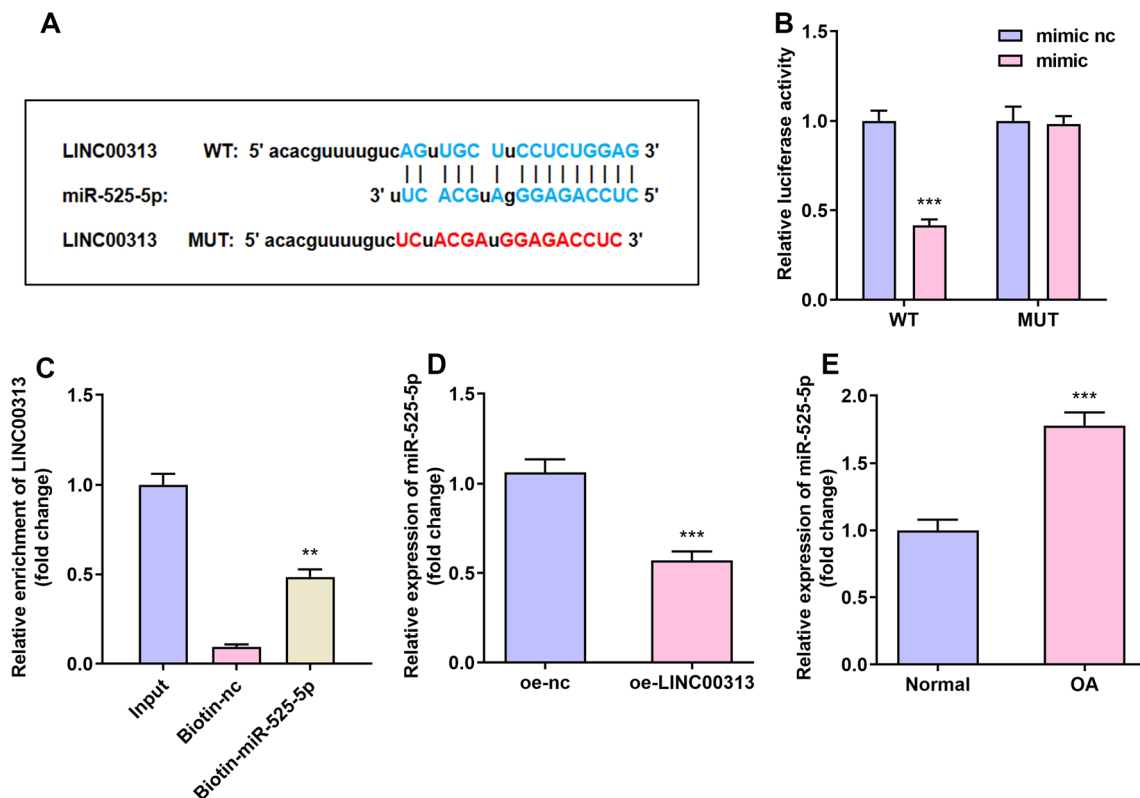 A
LINC00313 WT: 5' acacguuuugucAGuUGC UuCCUCUGGAG 3'
miR-525-5p: 3' uUC ACGuAgGGAGACCUC 5'
LINC00313 MUT: 5' acacguuuugucUCuACGAuGGAGACCUC 3'
B
mimic nc
mimic
Relative luciferase activity
1.5
1.0
0.5
0.0
***
WT MUT
C
Relative enrichment of LINC00313
(fold change)
1.5
1.0
0.5
0.0
**
Input
Biotin-nc
Biotin-miR-525-5p
D
Relative expression of miR-525-5p
(fold change)
1.5
1.0
0.5
0.0
***
oe-nc oe-LINC00313
E
Relative expression of miR-525-5p
(fold change)
2.0
1.5
1.0
0.5
0.0
***
Normal OA